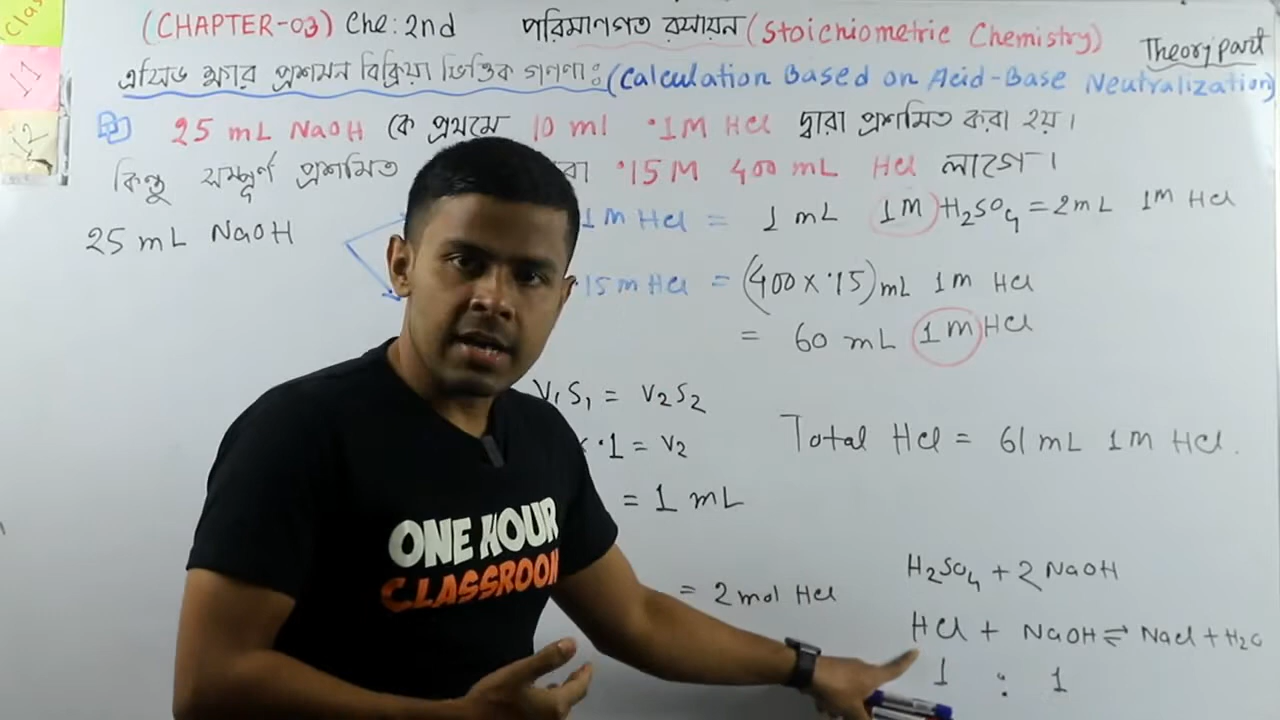 Clas
11
12
(CHAPTER-03) Che: 2nd পরিমাণগত রসায়ন (Stoichiometric Chemistry)
Theory part
এসিড ক্ষার প্রশমন বিক্রিয়া ভিত্তিক গণনাঃ (Calculation Based on Acid-Base Neutralization)
25 mL NaOH কে প্রথমে 10 ml ·1M HCl দ্বারা প্রশমিত করা হয়।
কিন্তু সম্পূর্ণ প্রশমিত ·15M 400 mL HCl লাগে।
25 mL NaOH
1M HCl = 1 mL 1M H₂SO₄ = 2mL 1M HCl
·15M HCl = (400×·15) mL 1M HCl
= 60 mL 1M HCl
V₁S₁ = V₂S₂
·1 = V₂
= 1 mL
Total HCl = 61 mL 1M HCl.
= 2 mol HCl
H₂SO₄ + 2 NaOH
HCl + NaOH ⇌ NaCl + H₂O
1 : 1
ONE HOUR
CLASSROOM